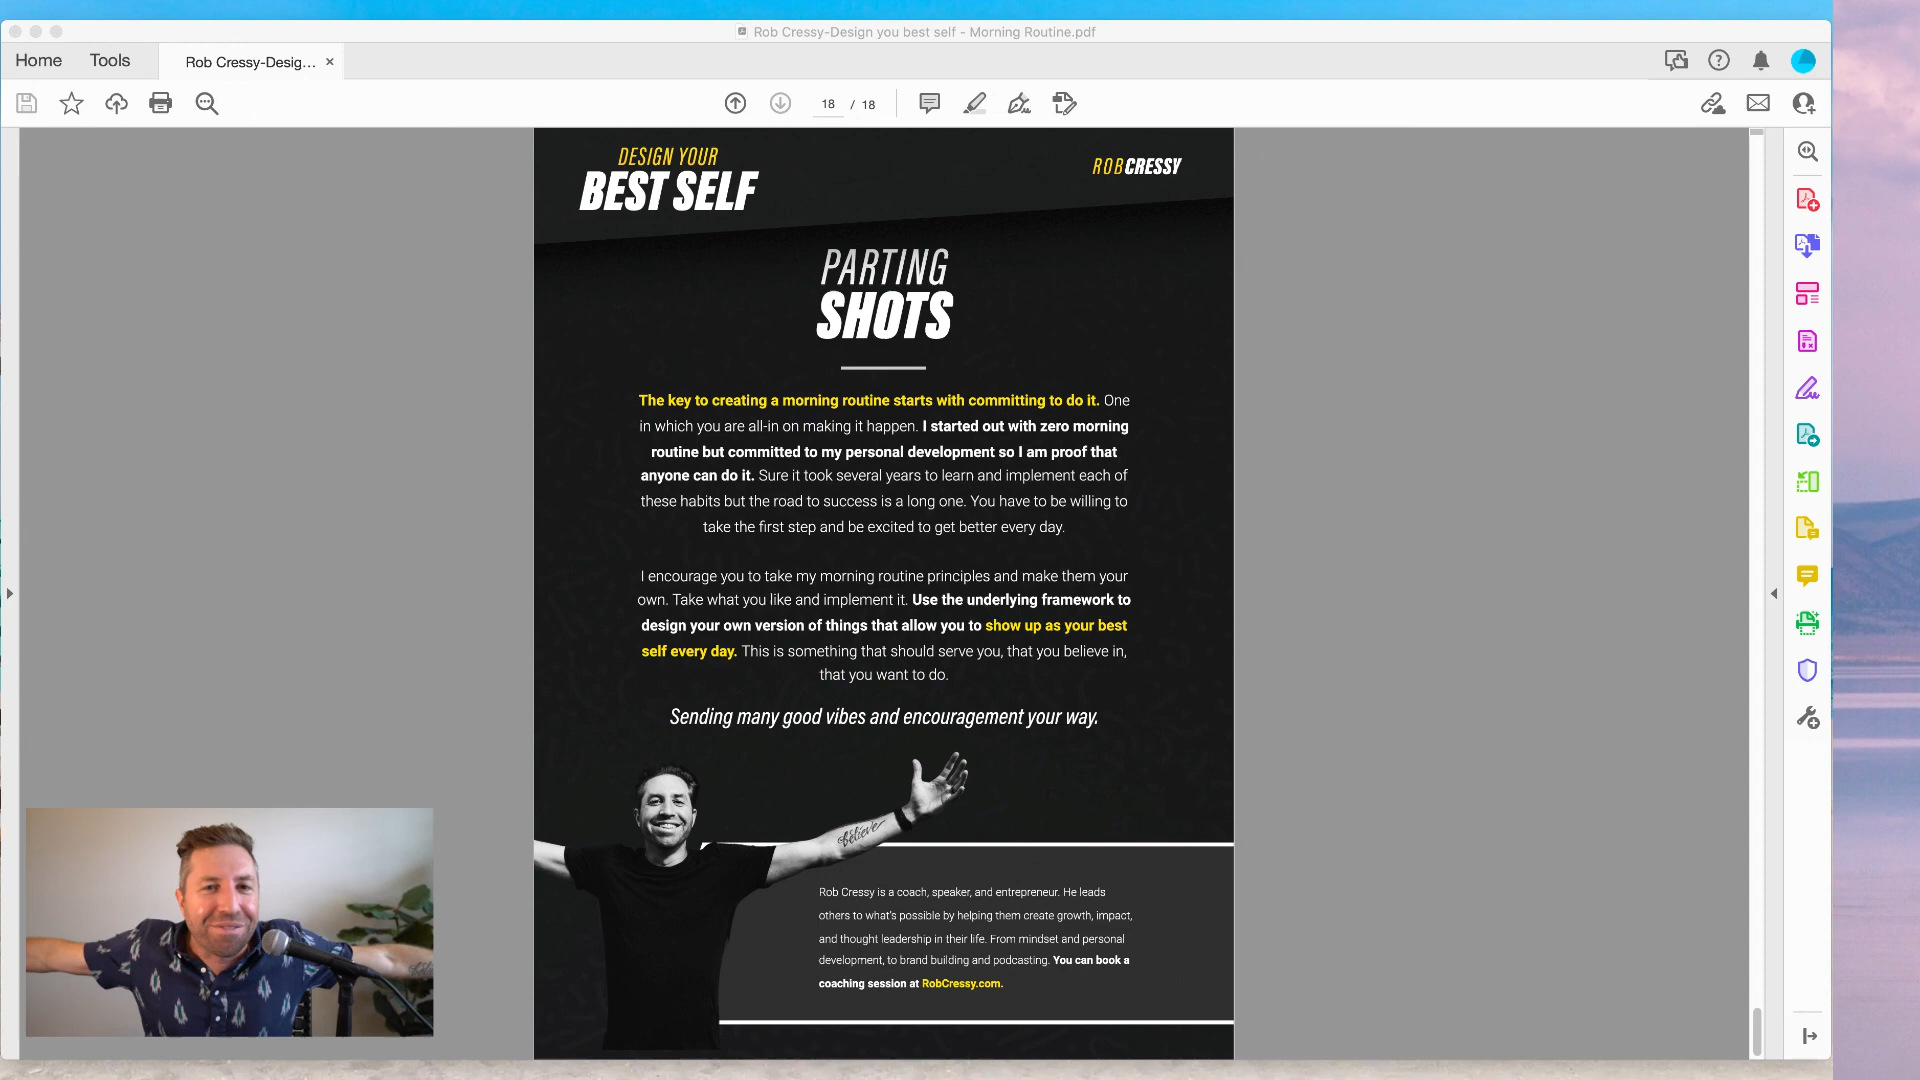 Rob Cressy-Design you best self - Morning Routine.pdf
Home Tools Rob Cressy-Desig... ×
18 / 18
DESIGN YOUR
BEST SELF
ROBCRESSY
PARTING
SHOTS
The key to creating a morning routine starts with committing to do it. One
in which you are all-in on making it happen. I started out with zero morning
routine but committed to my personal development so I am proof that
anyone can do it. Sure it took several years to learn and implement each of
these habits but the road to success is a long one. You have to be willing to
take the first step and be excited to get better every day.
I encourage you to take my morning routine principles and make them your
own. Take what you like and implement it. Use the underlying framework to
design your own version of things that allow you to show up as your best
self every day. This is something that should serve you, that you believe in,
that you want to do.
Sending many good vibes and encouragement your way.
believe
Rob Cressy is a coach, speaker, and entrepreneur. He leads
others to what's possible by helping them create growth, impact,
and thought leadership in their life. From mindset and personal
development, to brand building and podcasting. You can book a
coaching session at RobCressy.com.